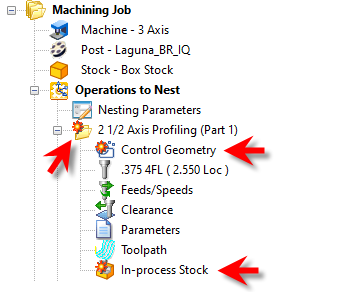 Machining Job
Machine - 3 Axis
Post - Laguna_BR_IQ
Stock - Box Stock
Operations to Nest
Nesting Parameters
2 1/2 Axis Profiling (Part 1)
Control Geometry
.375 4FL ( 2.550 Loc )
Feeds/Speeds
Clearance
Parameters
Toolpath
In-process Stock